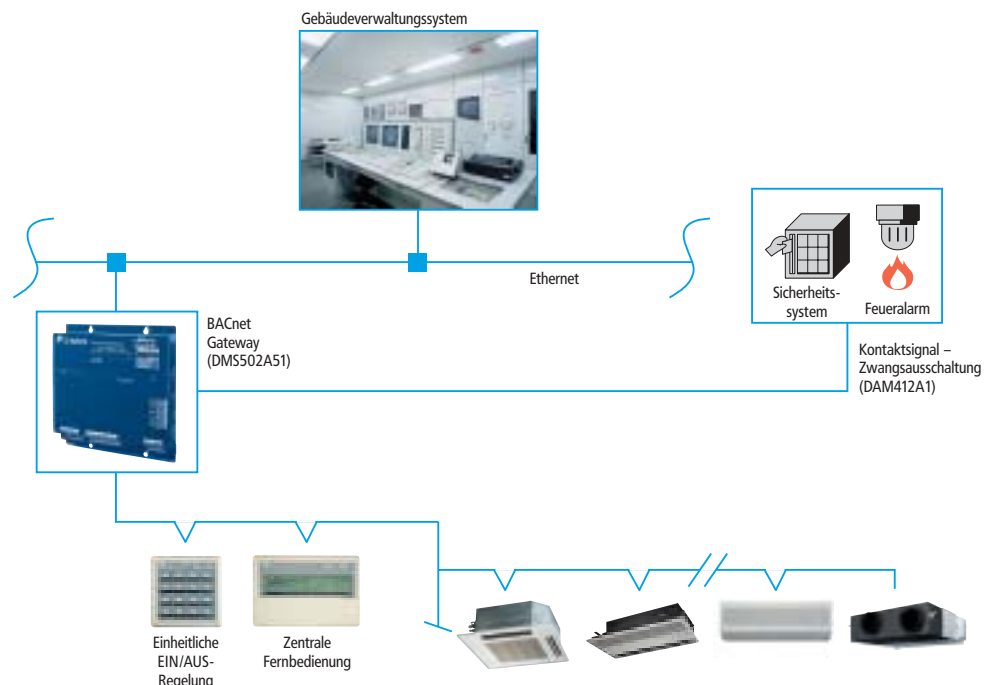 Gebäudeverwaltungssystem
Ethernet
Sicherheits-
system
Feueralarm
BACnet
Gateway
(DMS502A51)
Kontaktsignal –
Zwangsausschaltung
(DAM412A1)
Einheitliche
EIN/AUS-
Regelung
Zentrale
Fernbedienung